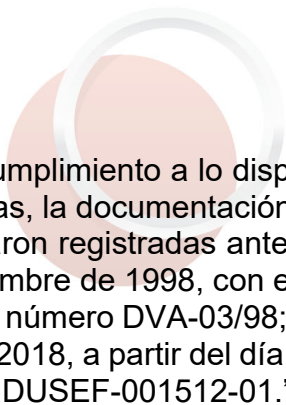 umplimiento a lo disp
as, la documentación
aron registradas ante
mbre de 1998, con e
número DVA-03/98;
2018, a partir del día
DUSEF-001512-01.